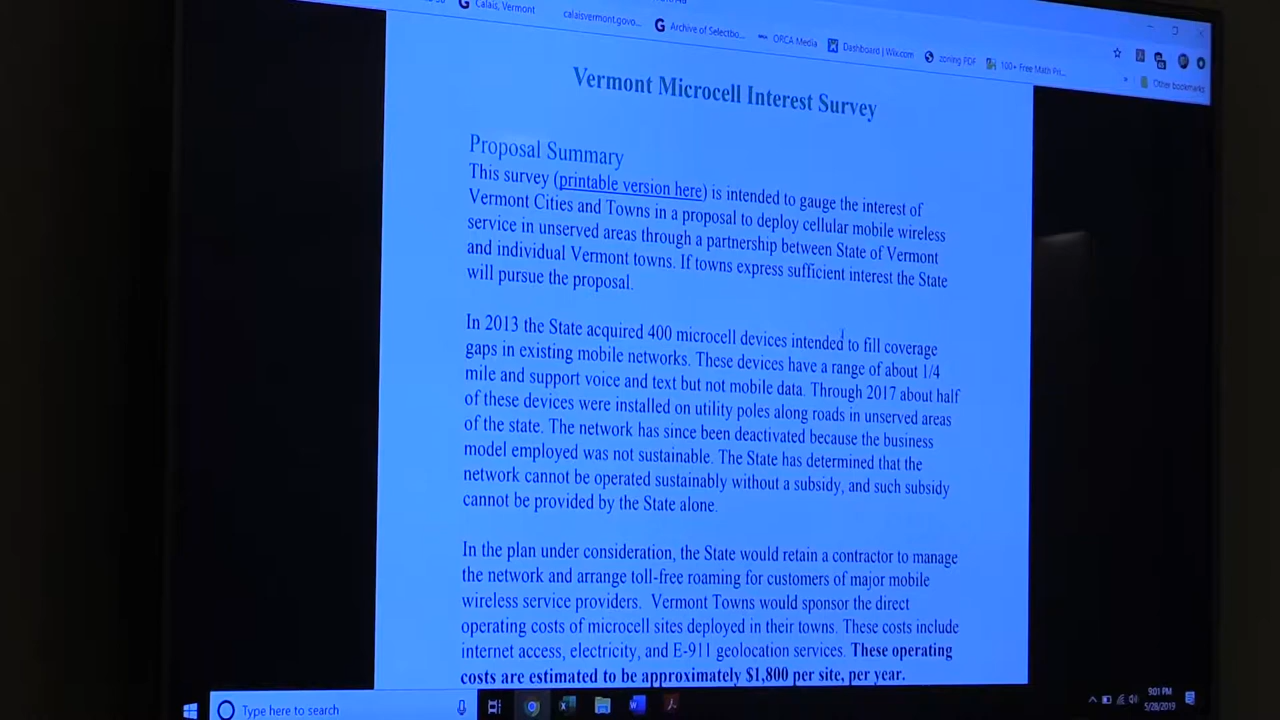 Calais, Vermont
calaisvermont.govo...
Archive of Selectbo...
ORCA Media
Dashboard | Wix.com
zoning PDF
100+ Free Math Pri...
Other bookmarks
Vermont Microcell Interest Survey
Proposal Summary
This survey (printable version here) is intended to gauge the interest of
Vermont Cities and Towns in a proposal to deploy cellular mobile wireless
service in unserved areas through a partnership between State of Vermont
and individual Vermont towns. If towns express sufficient interest the State
will pursue the proposal.
In 2013 the State acquired 400 microcell devices intended to fill coverage
gaps in existing mobile networks. These devices have a range of about 1/4
mile and support voice and text but not mobile data. Through 2017 about half
of these devices were installed on utility poles along roads in unserved areas
of the state. The network has since been deactivated because the business
model employed was not sustainable. The State has determined that the
network cannot be operated sustainably without a subsidy, and such subsidy
cannot be provided by the State alone.
In the plan under consideration, the State would retain a contractor to manage
the network and arrange toll-free roaming for customers of major mobile
wireless service providers. Vermont Towns would sponsor the direct
operating costs of microcell sites deployed in their towns. These costs include
internet access, electricity, and E-911 geolocation services. These operating
costs are estimated to be approximately $1,800 per site, per year.
Type here to search
9:01 PM
5/28/2019